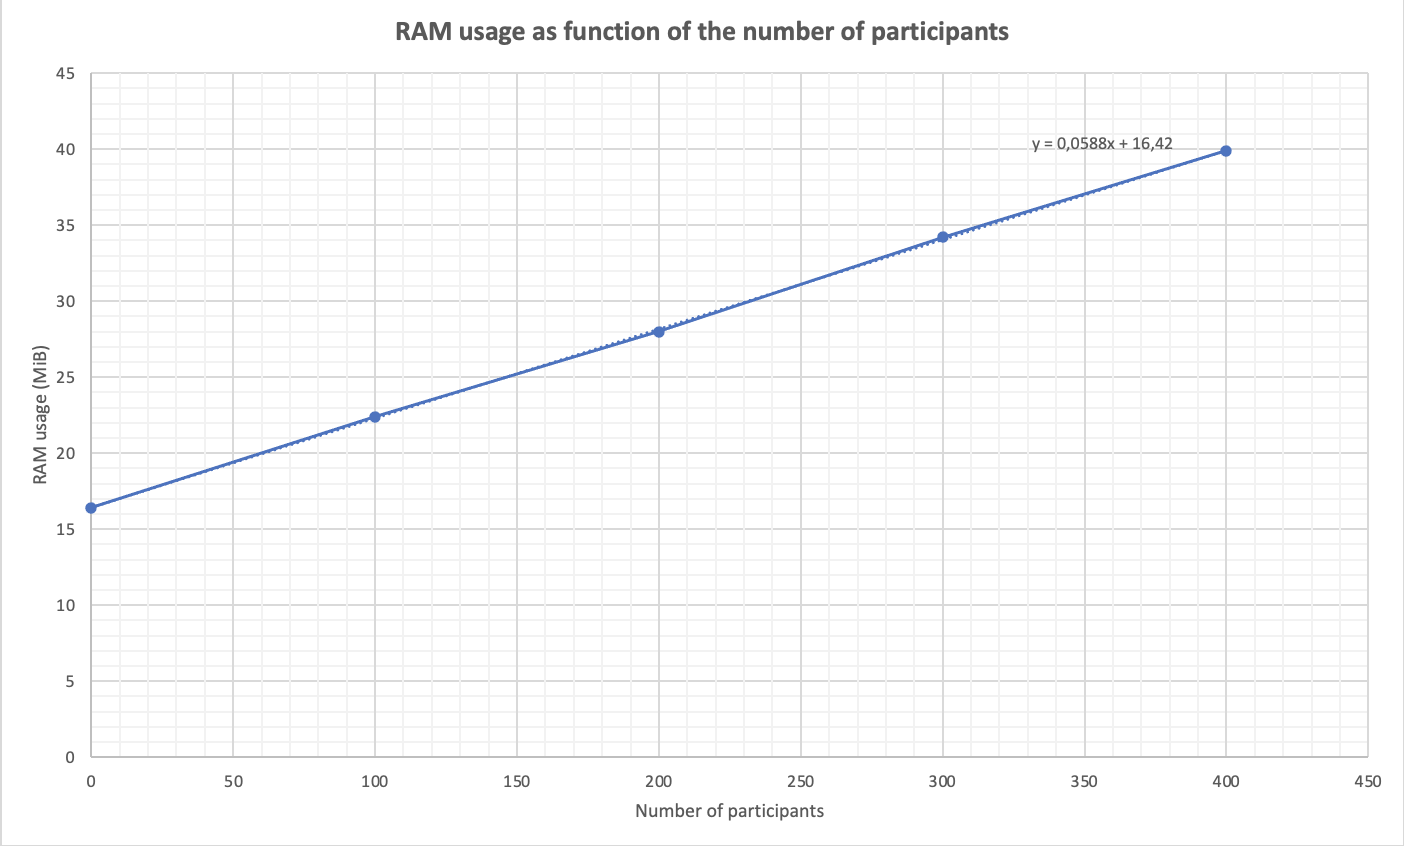 RAM usage as function of the number of participants
45
40
35
30
25
20
15
10
5
0
RAM usage (MiB)
y = 0,0588x + 16,42
0 50 100 150 200 250 300 350 400 450
Number of participants